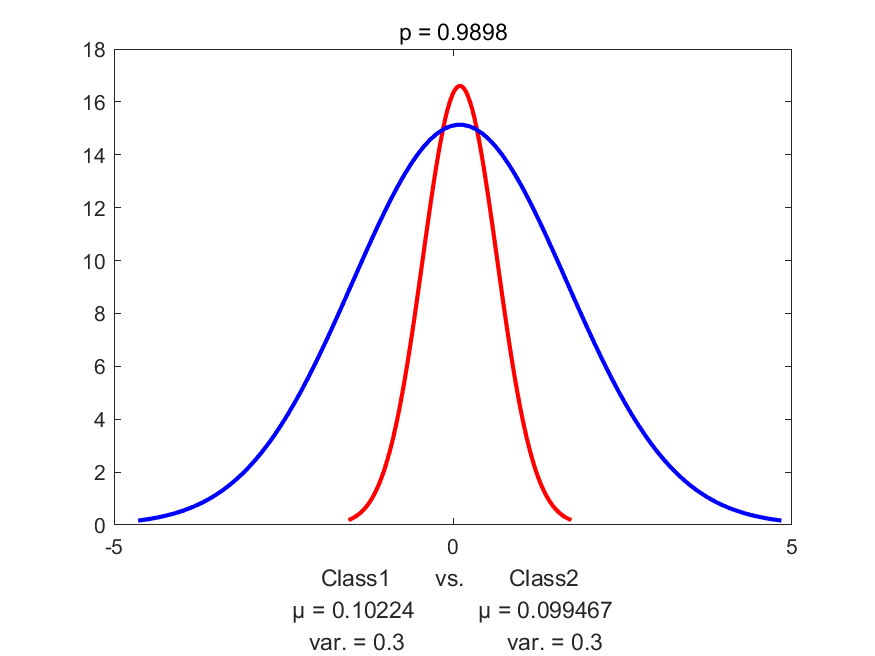 p = 0.9898
18
16
14
12
10
8
6
4
2
0
-5 0 5
Class1 vs. Class2
μ = 0.10224 μ = 0.099467
var. = 0.3 var. = 0.3